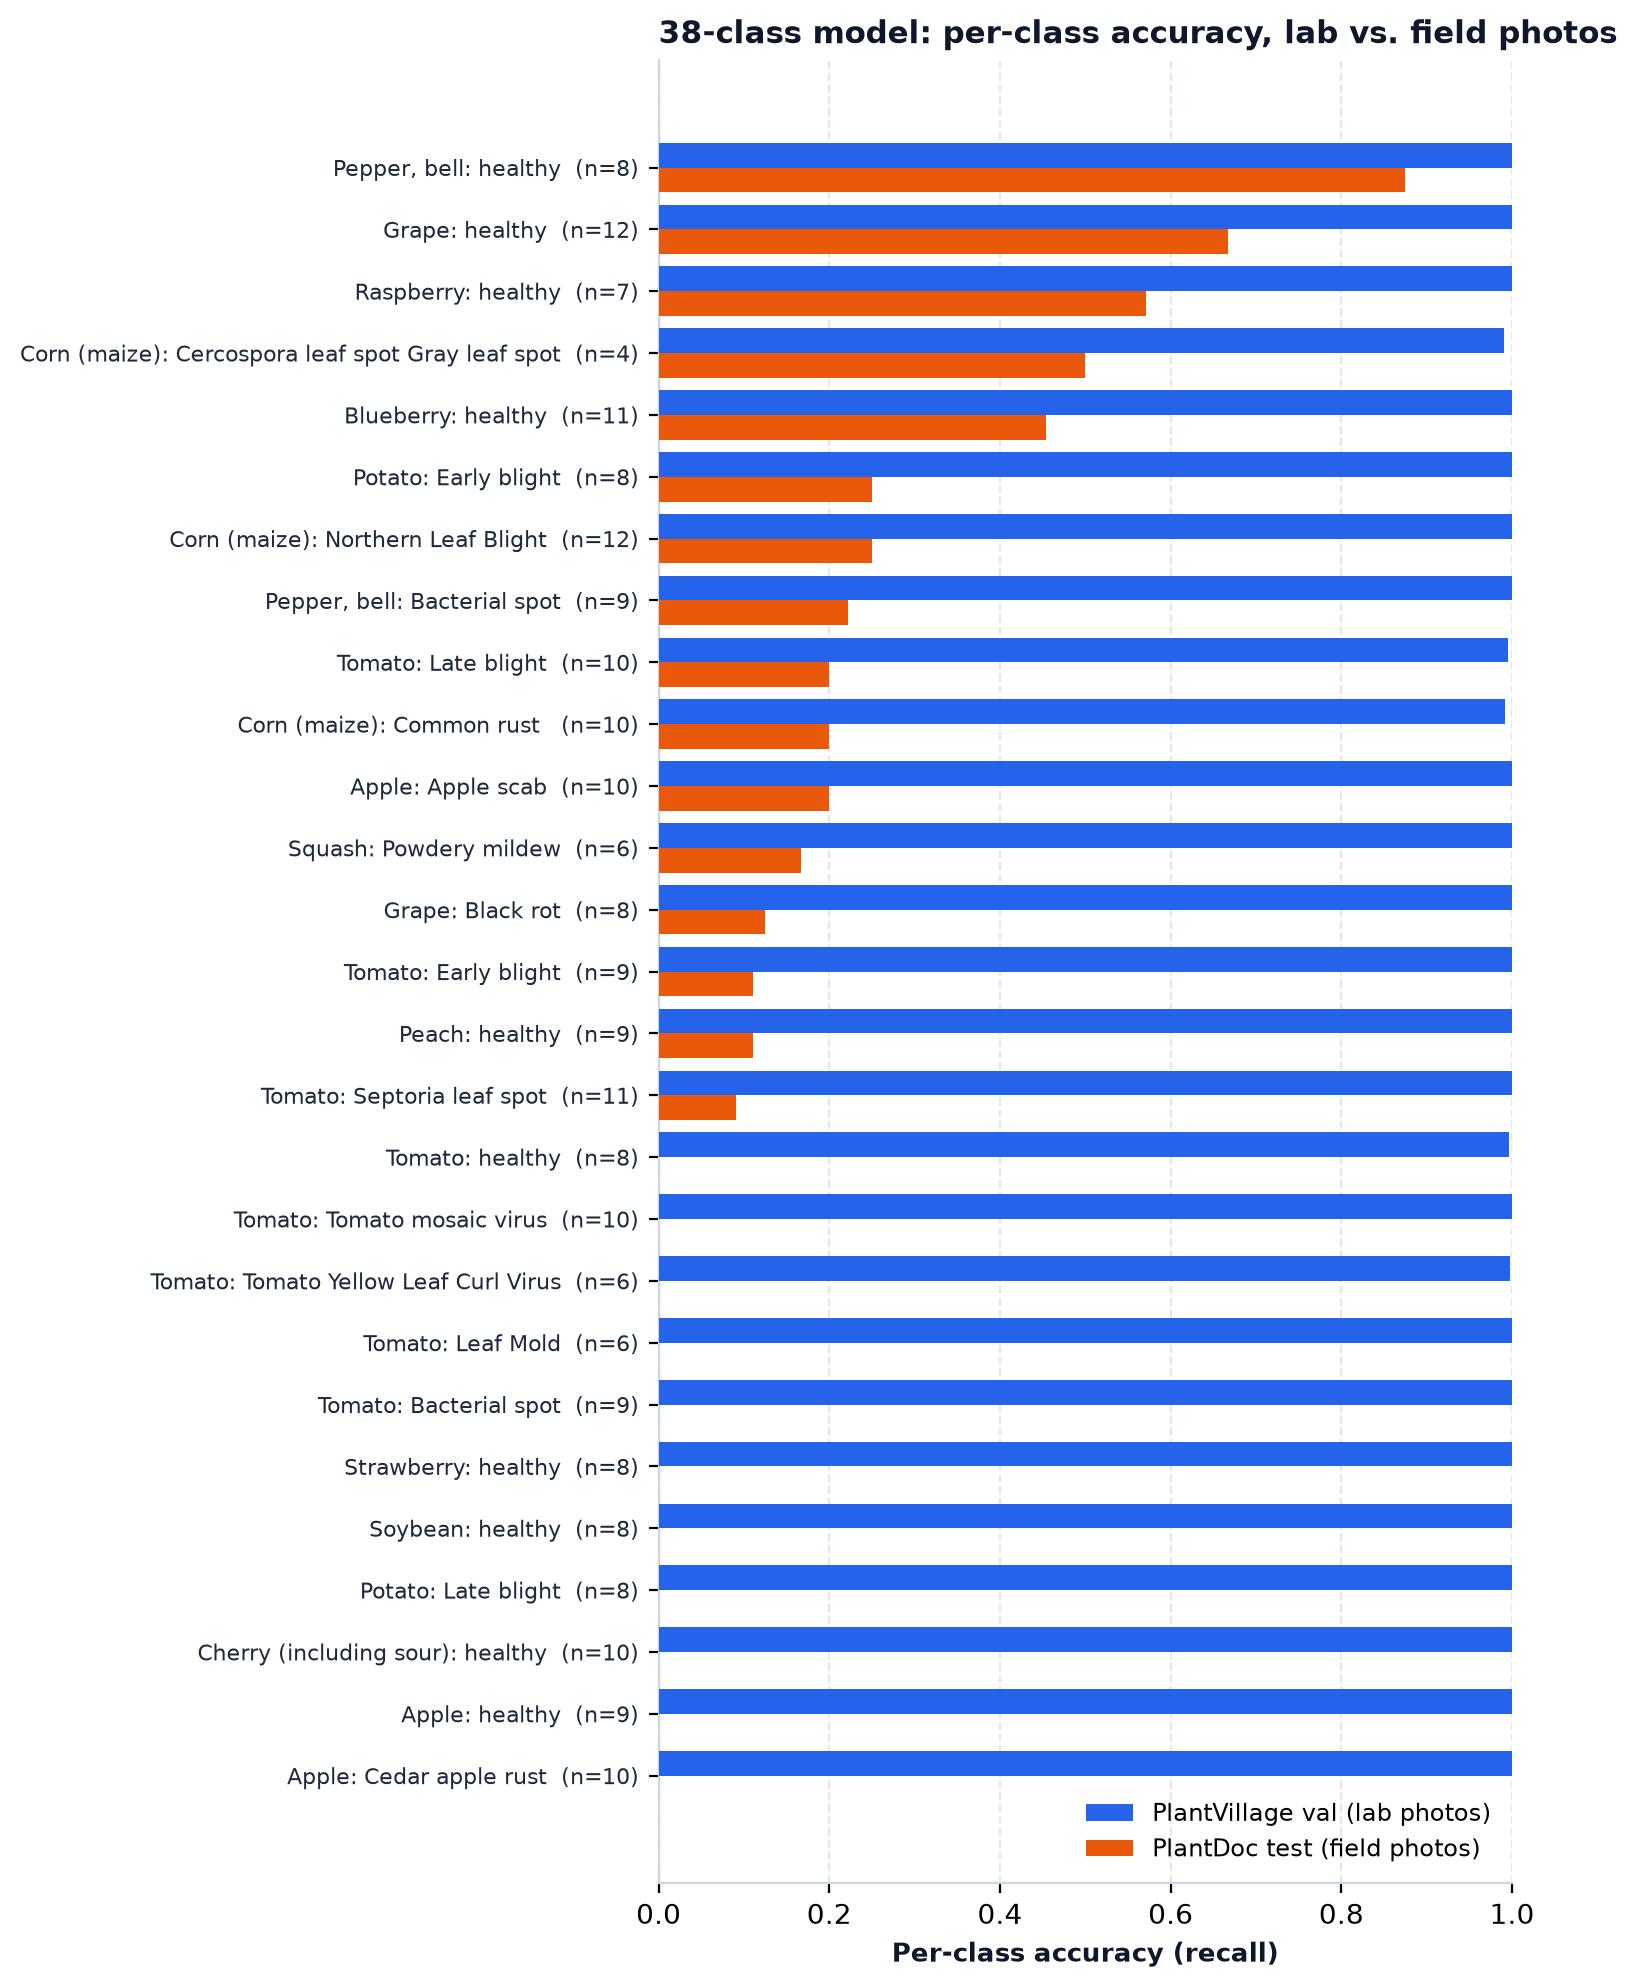 38-class model: per-class accuracy, lab vs. field photos
Pepper, bell: healthy (n=8)
Grape: healthy (n=12)
Raspberry: healthy (n=7)
Corn (maize): Cercospora leaf spot Gray leaf spot (n=4)
Blueberry: healthy (n=11)
Potato: Early blight (n=8)
Corn (maize): Northern Leaf Blight (n=12)
Pepper, bell: Bacterial spot (n=9)
Tomato: Late blight (n=10)
Corn (maize): Common rust (n=10)
Apple: Apple scab (n=10)
Squash: Powdery mildew (n=6)
Grape: Black rot (n=8)
Tomato: Early blight (n=9)
Peach: healthy (n=9)
Tomato: Septoria leaf spot (n=11)
Tomato: healthy (n=8)
Tomato: Tomato mosaic virus (n=10)
Tomato: Tomato Yellow Leaf Curl Virus (n=6)
Tomato: Leaf Mold (n=6)
Tomato: Bacterial spot (n=9)
Strawberry: healthy (n=8)
Soybean: healthy (n=8)
Potato: Late blight (n=8)
Cherry (including sour): healthy (n=10)
Apple: healthy (n=9)
Apple: Cedar apple rust (n=10)
PlantVillage val (lab photos)
PlantDoc test (field photos)
0.0 0.2 0.4 0.6 0.8 1.0
Per-class accuracy (recall)